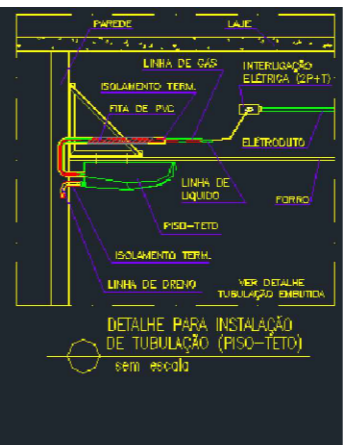 PAREDE
LAJE
LINHA DE GÁS
INTERLIGAÇÃO
ELÉTRICA (2P+T)
ISOLAMENTO TERM.
FITA DE PVC
ELETRODUTO
LINHA DE
LIQUIDO
FORRO
PISO-TETO
ISOLAMENTO TERM.
LINHA DE DRENO
VER DETALHE
TUBULAÇÃO EMBUTIDA
DETALHE PARA INSTALAÇÃO
DE TUBULAÇÃO (PISO-TETO)
sem escala